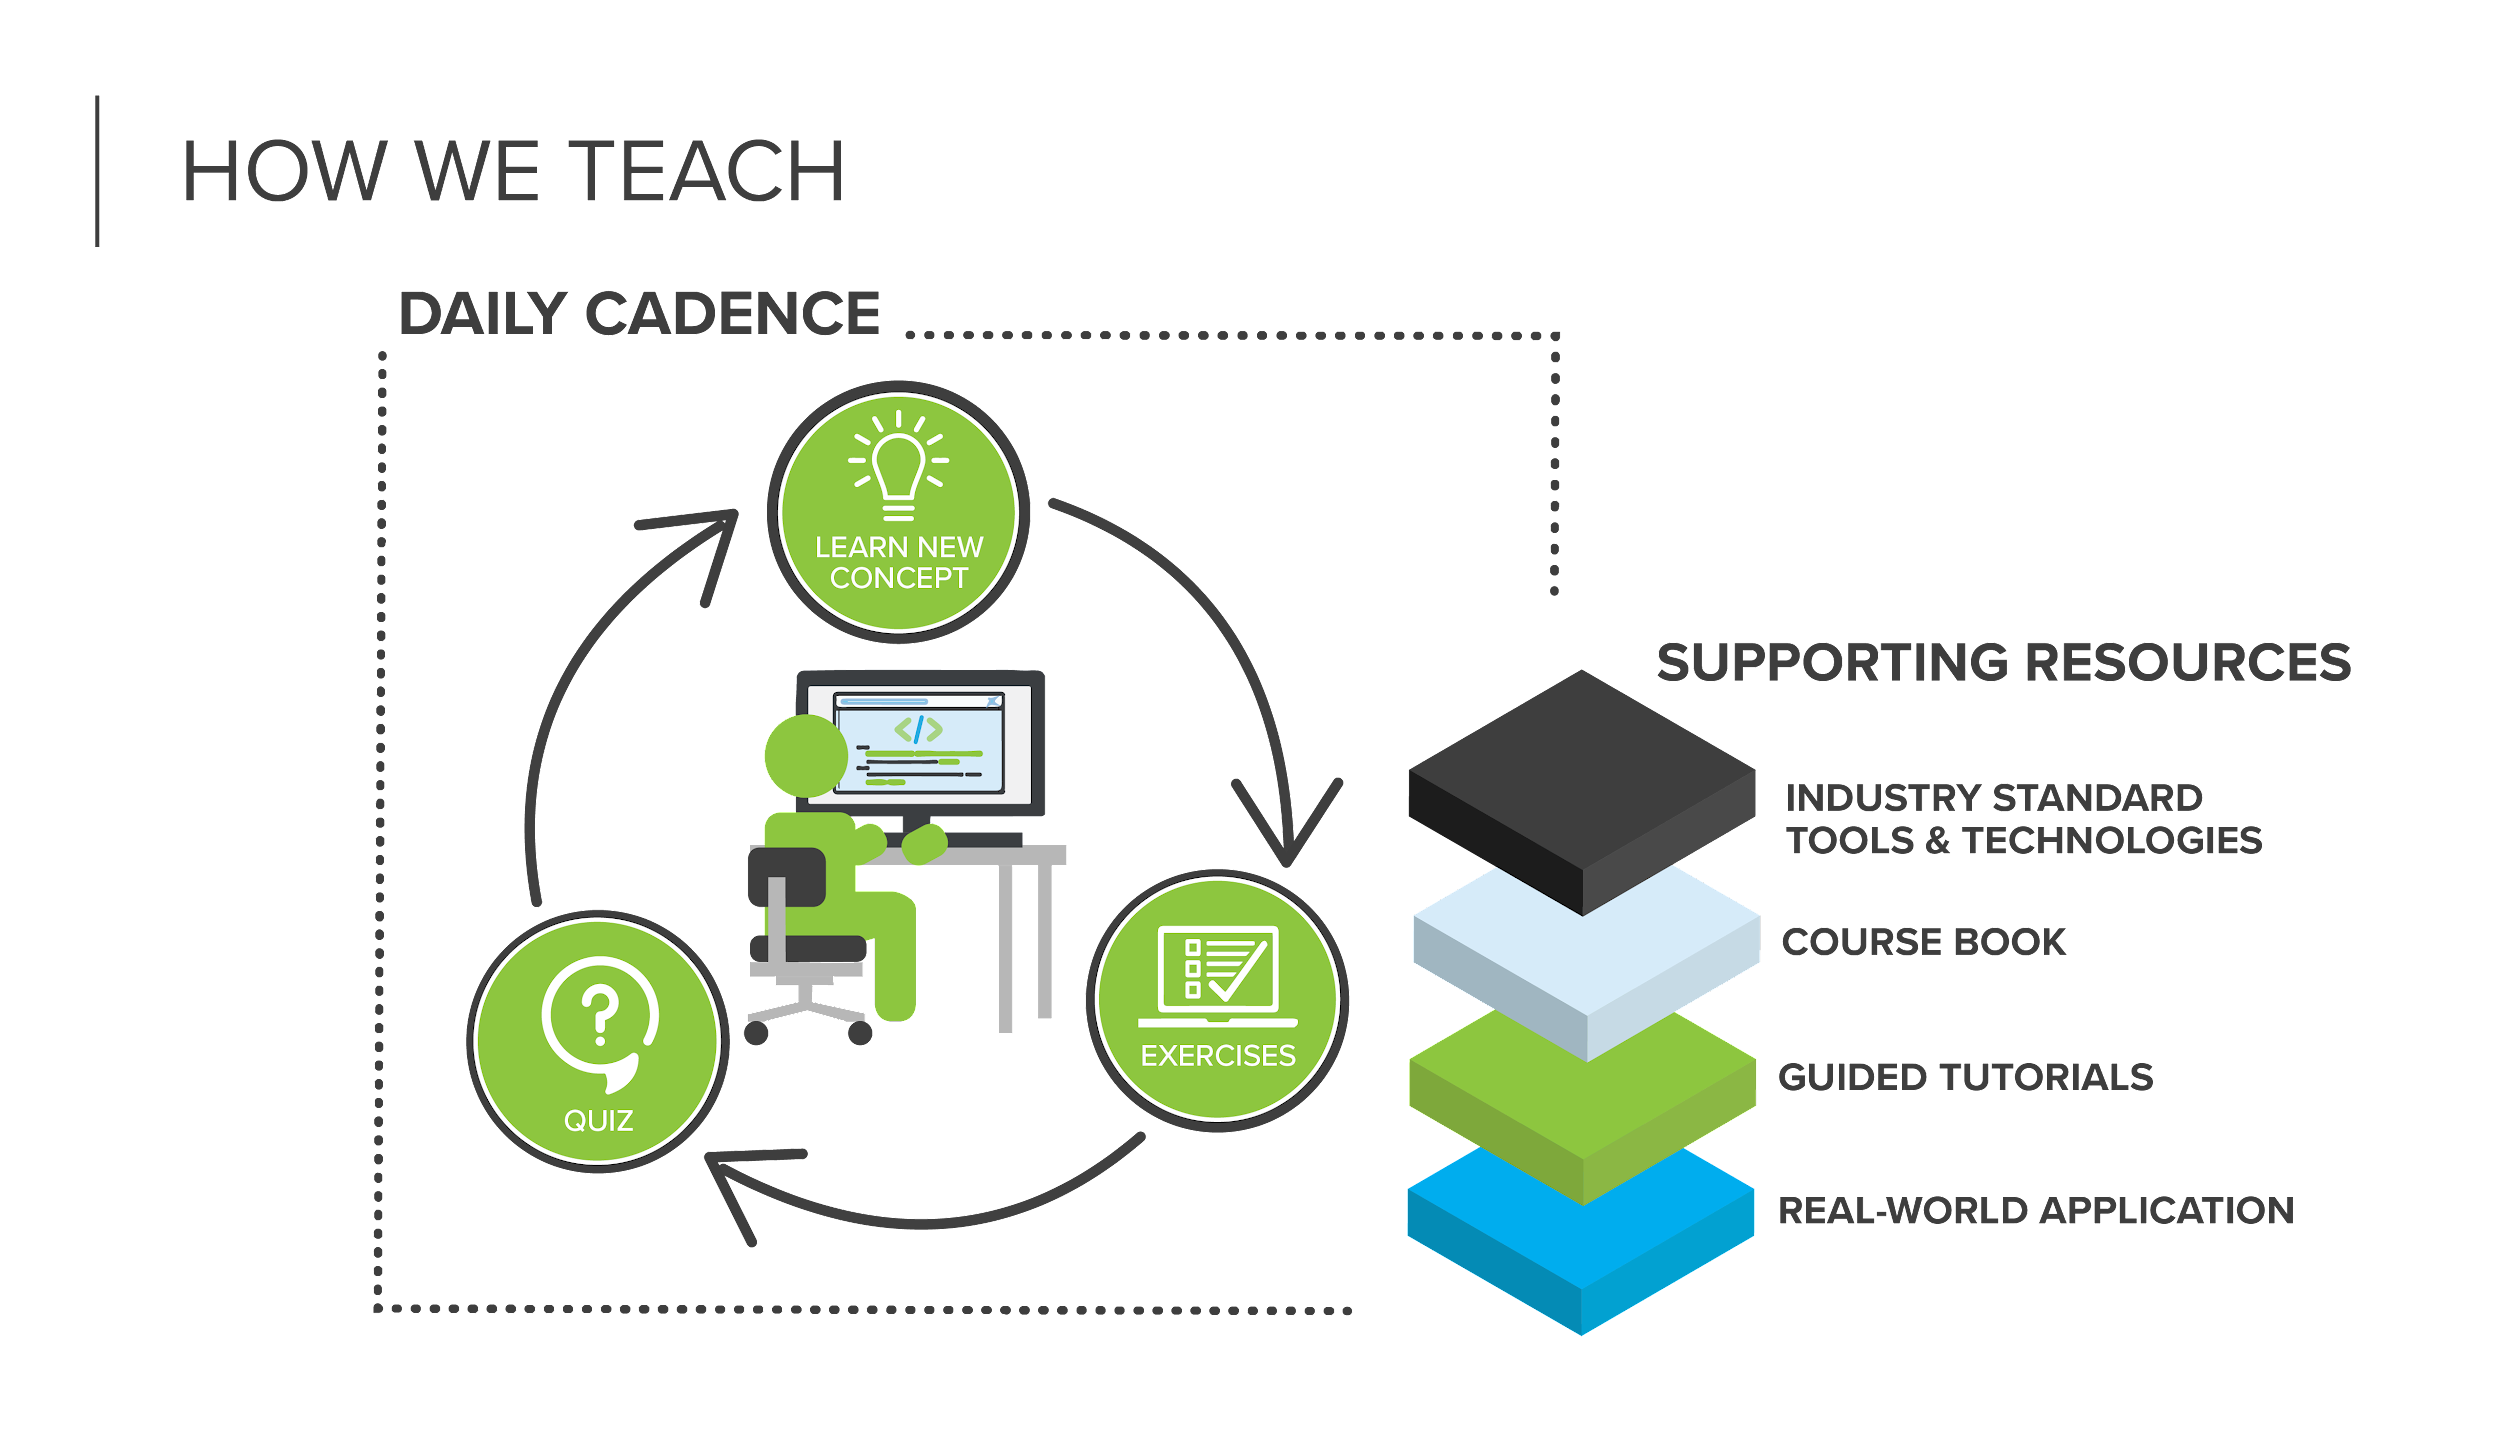 HOW WE TEACH
DAILY CADENCE
LEARN NEW
CONCEPT
</>
EXERCISES
QUIZ
SUPPORTING RESOURCES
INDUSTRY STANDARD
TOOLS & TECHNOLOGIES
COURSE BOOK
GUIDED TUTORIALS
REAL-WORLD APPLICATION